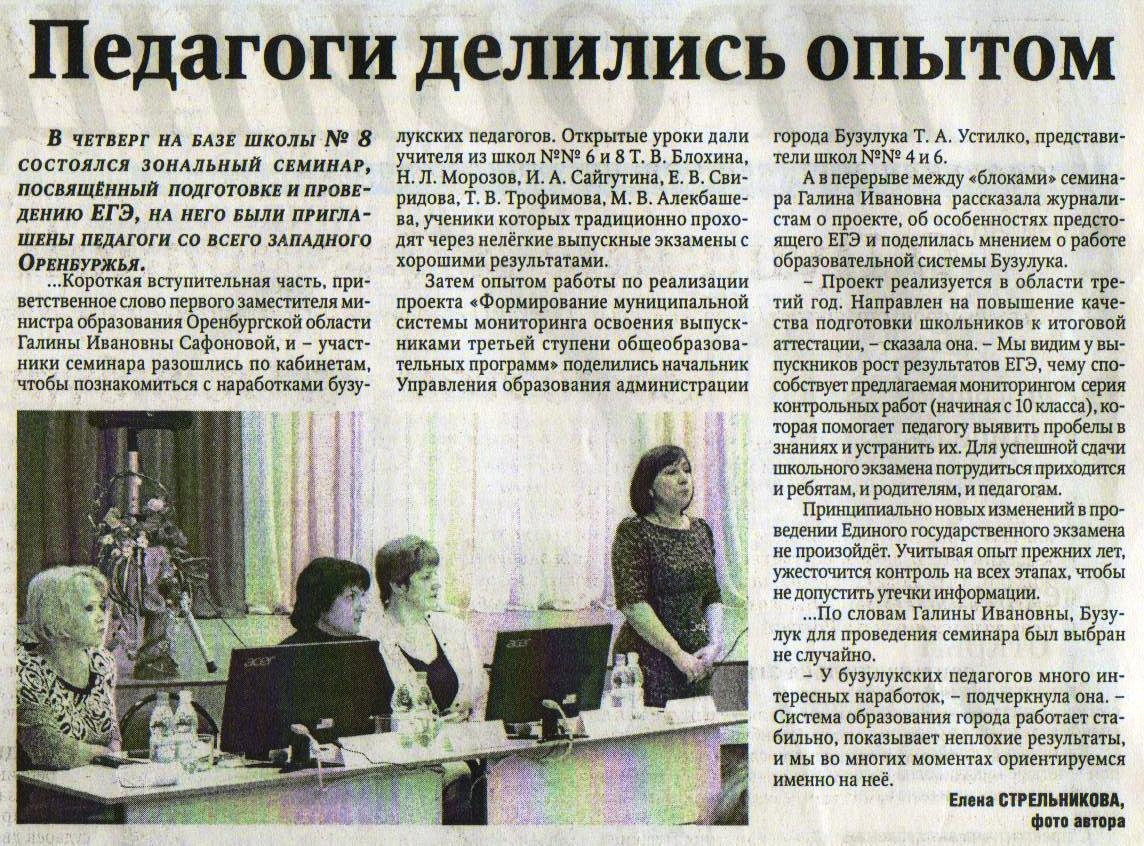 Педагоги делились опытом
В ЧЕТВЕРГ НА БАЗЕ ШКОЛЫ № 8
СОСТОЯЛСЯ ЗОНАЛЬНЫЙ СЕМИНАР,
ПОСВЯЩЁННЫЙ ПОДГОТОВКЕ И ПРОВЕ-
ДЕНИЮ ЕГЭ, НА НЕГО БЫЛИ ПРИГЛА-
ШЕНЫ ПЕДАГОГИ СО ВСЕГО ЗАПАДНОГО
ОРЕНБУРЖЬЯ.
...Короткая вступительная часть, при-
ветственное слово первого заместителя ми-
нистра образования Оренбургской области
Галины Ивановны Сафоновой, и – участ-
ники семинара разошлись по кабинетам,
чтобы познакомиться с наработками бузу-
лукских педагогов. Открытые уроки дали
учителя из школ №№ 6 и 8 Т. В. Блохина,
Н. Л. Морозов, И. А. Сайгутина, Е. В. Сви-
ридова, Т. В. Трофимова, М. В. Алекбаше-
ва, ученики которых традиционно прохо-
дят через нелёгкие выпускные экзамены с
хорошими результатами.
Затем опытом работы по реализации
проекта «Формирование муниципальной
системы мониторинга освоения выпуск-
никами третьей ступени общеобразова-
тельных программ» поделились начальник
Управления образования администрации
города Бузулука Т. А. Устилко, представи-
тели школ №№ 4 и 6.
А в перерыве между «блоками» семина-
ра Галина Ивановна рассказала журналис-
там о проекте, об особенностях предсто-
ящего ЕГЭ и поделилась мнением о работе
образовательной системы Бузулука.
– Проект реализуется в области тре-
тий год. Направлен на повышение каче-
ства подготовки школьников к итоговой
аттестации, – сказала она. – Мы видим у вы-
пускников рост результатов ЕГЭ, чему спо-
собствует предлагаемая мониторингом серия
контрольных работ (начиная с 10 класса), ко-
торая помогает педагогу выявить пробелы в
знаниях и устранить их. Для успешной сдачи
школьного экзамена потрудиться приходится
и ребятам, и родителям, и педагогам.
Принципиально новых изменений в про-
ведении Единого государственного экзамена
не произойдёт. Учитывая опыт прежних лет,
ужесточится контроль на всех этапах, чтобы
не допустить утечки информации.
...По словам Галины Ивановны, Бузу-
лук для проведения семинара был выбран
не случайно.
– У бузулукских педагогов много ин-
тересных наработок, – подчеркнула она. –
Система образования города работает ста-
бильно, показывает неплохие результаты,
и мы во многих моментах ориентируемся
именно на неё.
Елена СТРЕЛЬНИКОВА,
фото автора
acer
acer